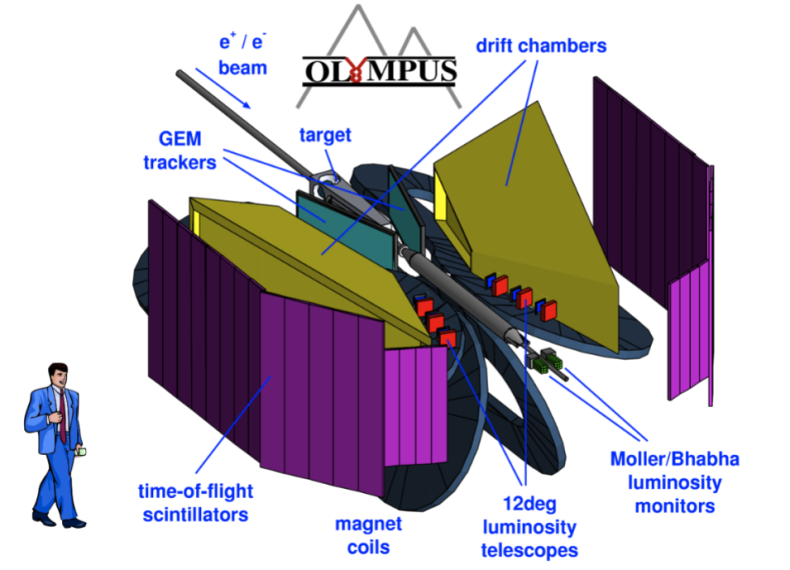 e⁺ / e⁻
beam
OLYMPUS
drift chambers
GEM
trackers
target
time-of-flight
scintillators
magnet
coils
12deg
luminosity
telescopes
Moller/Bhabha
luminosity
monitors